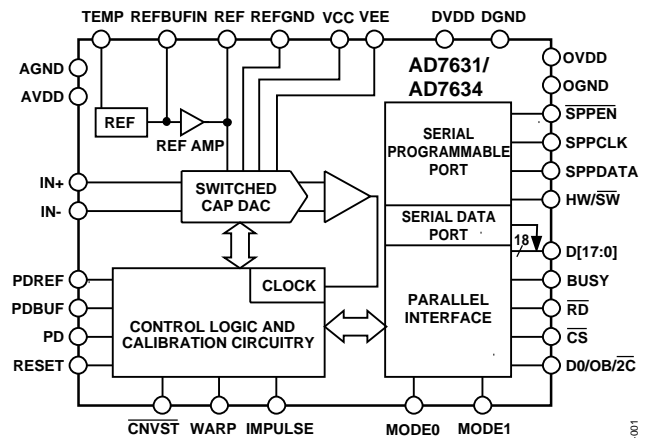 TEMP REFBUFIN REF REFGND VCC VEE DVDD DGND
AGND
AVDD
AD7631/
AD7634
OVDD
OGND
SPPEN
SPPCLK
SPPDATA
HW/SW
REF
REF AMP
SERIAL
PROGRAMMABLE
PORT
IN+
IN-
SWITCHED
CAP DAC
SERIAL DATA
PORT
18
D[17:0]
PDREF
PDBUF
PD
RESET
CLOCK
CONTROL LOGIC AND
CALIBRATION CIRCUITRY
PARALLEL
INTERFACE
BUSY
RD
CS
D0/OB/2C
CNVST WARP IMPULSE MODE0 MODE1
-001